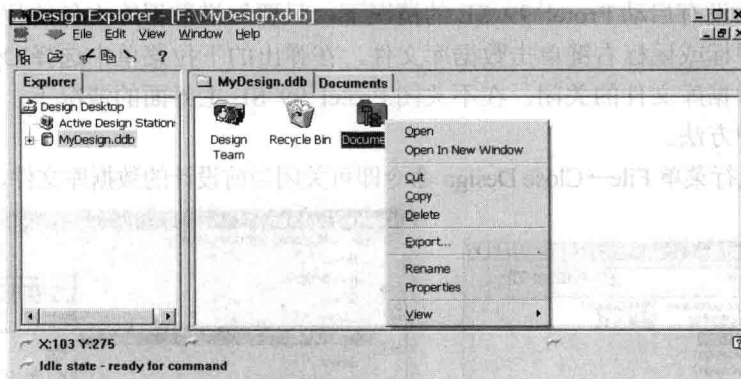 Design Explorer - [F:\MyDesign.ddb]
File Edit View Window Help
?
Explorer
MyDesign.ddb Documents
Design Desktop
Active Design Station
MyDesign.ddb
Design Team
Recycle Bin
Docume
Open
Open In New Window
Cut
Copy
Delete
Export...
Rename
Properties
View
X:103 Y:275
?
Idle state - ready for command